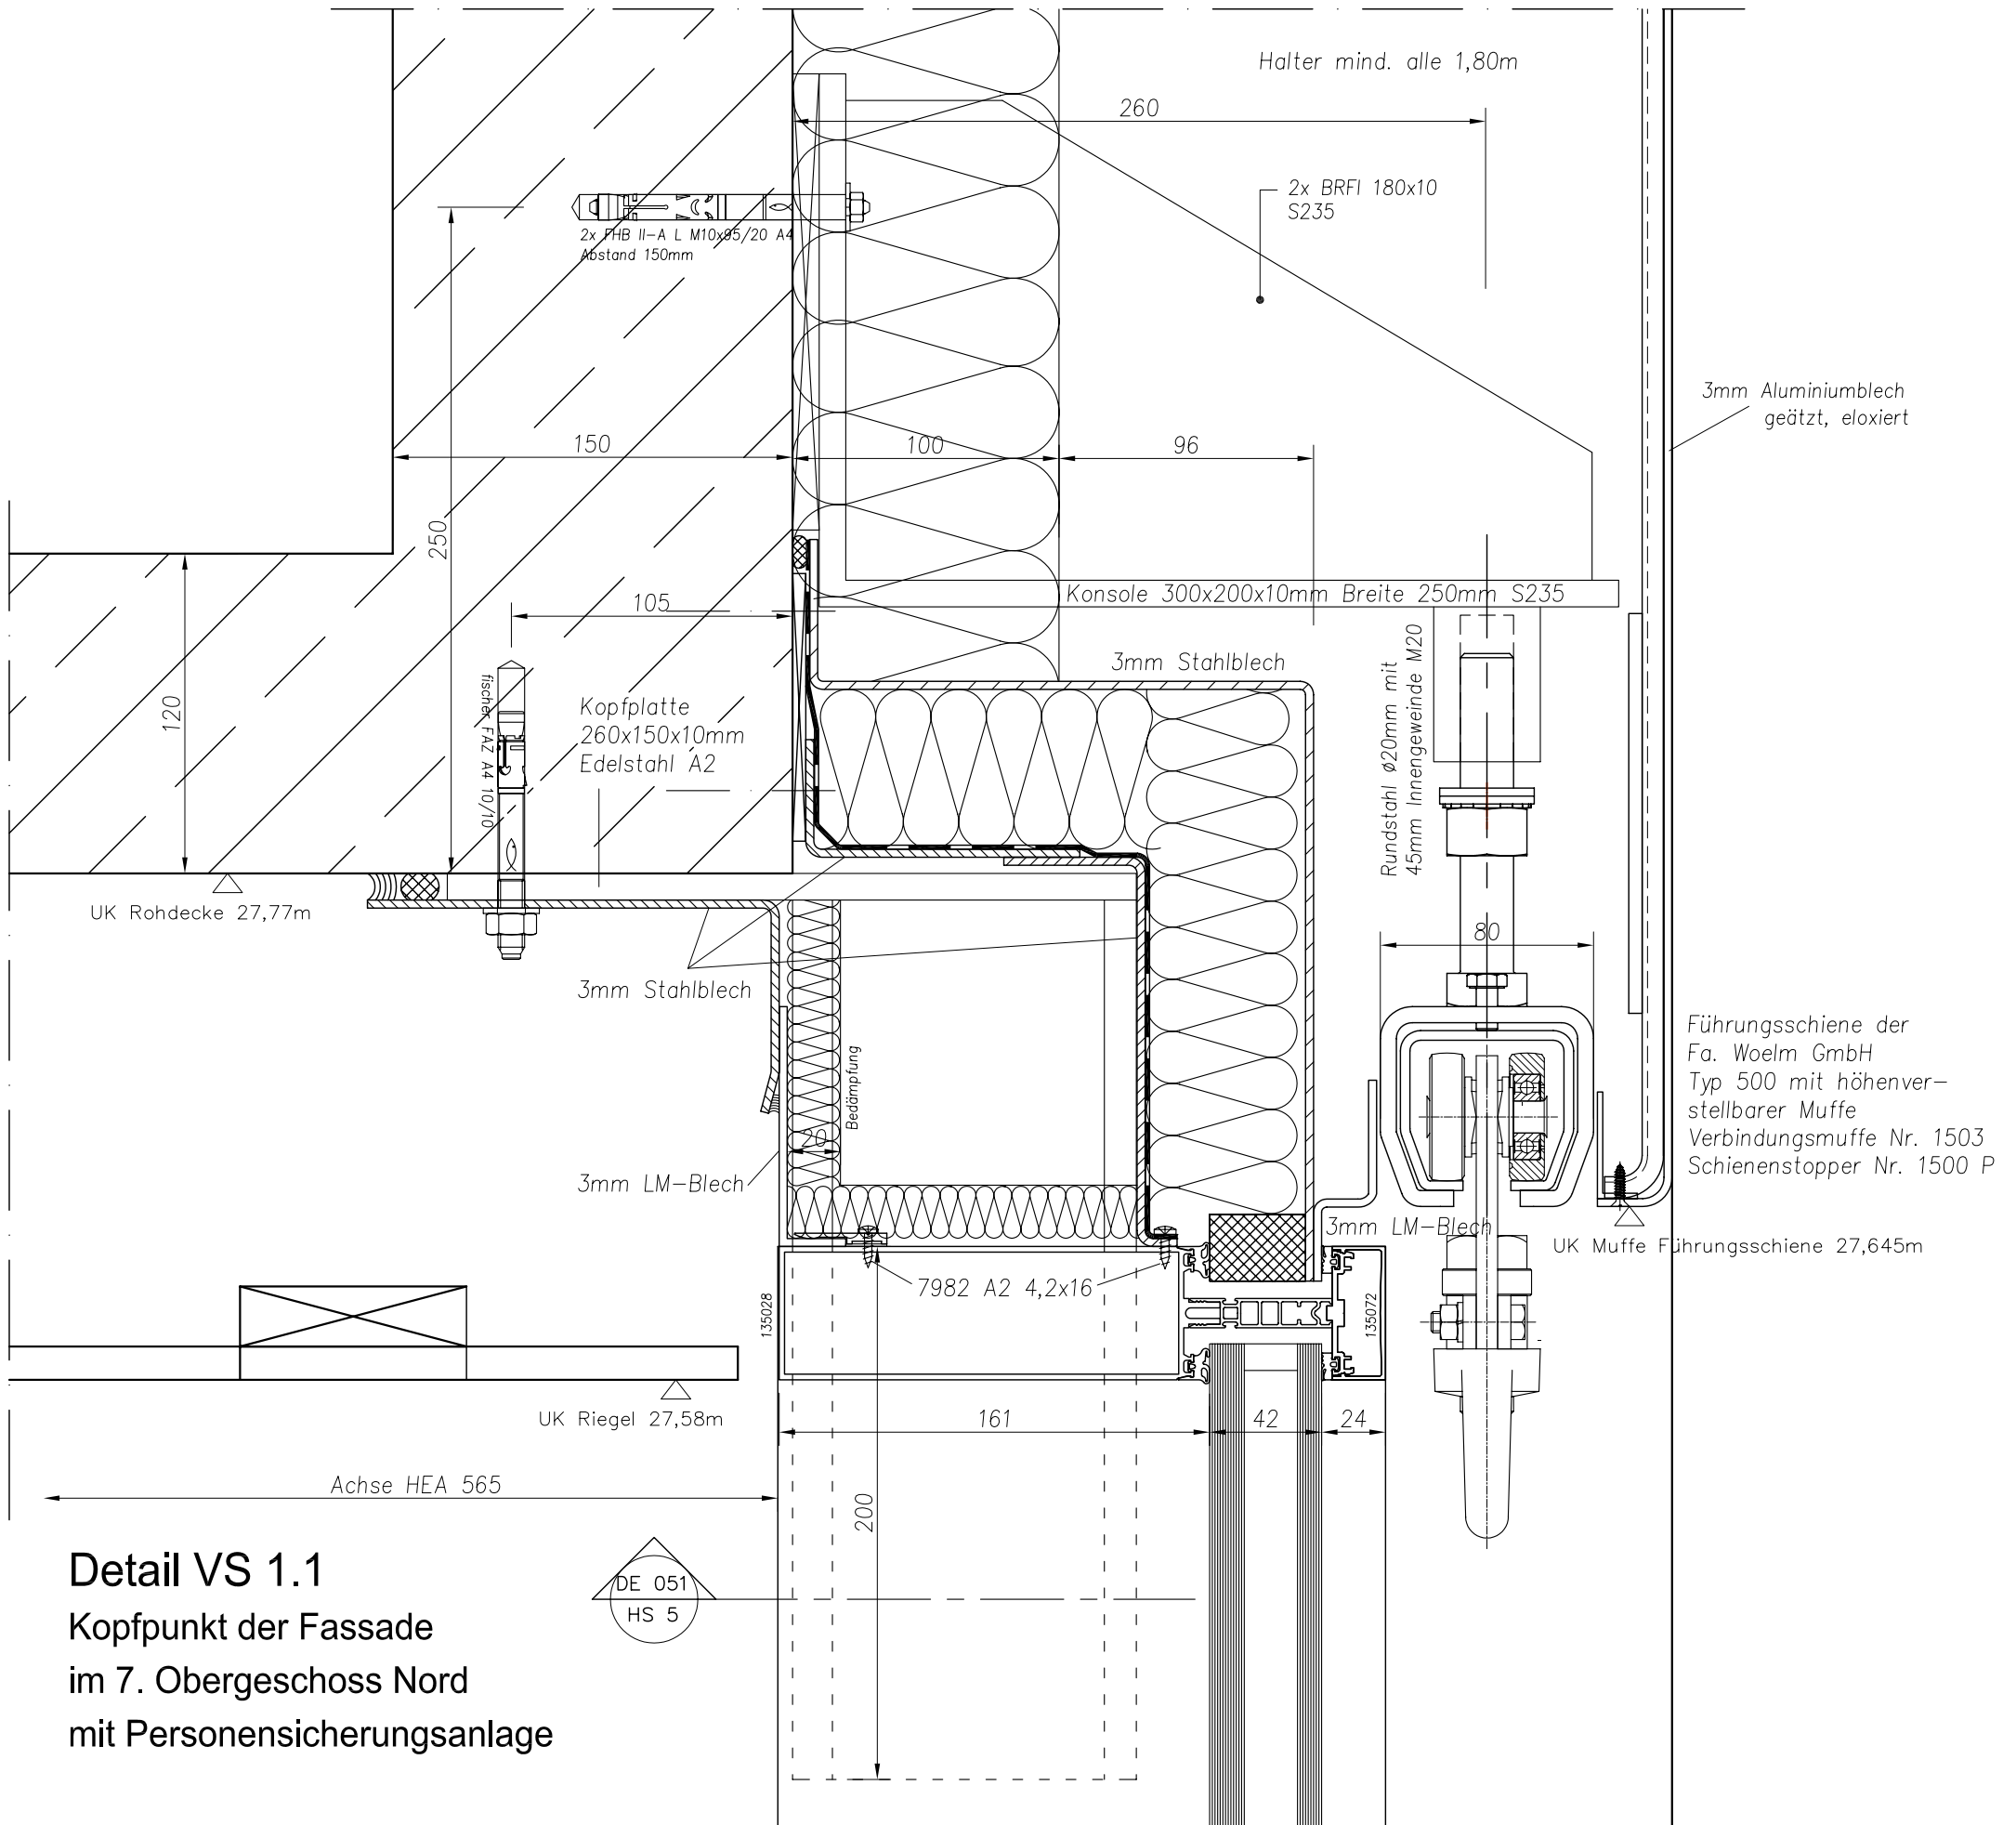 Halter mind. alle 1,80m
260
2x BRFl 180x10
S235
2x FHB II-A L M10x95/20 A4
Abstand 150mm
3mm Aluminiumblech
geätzt, eloxiert
150
100
96
250
120
105
Konsole 300x200x10mm Breite 250mm S235
3mm Stahlblech
Rundstahl ø20mm mit
45mm Innengeweinde M20
fischer FAZ A4 10/10
Kopfplatte
260x150x10mm
Edelstahl A2
UK Rohdecke 27,77m
80
3mm Stahlblech
Bedämpfung
20
3mm LM-Blech
Führungsschiene der
Fa. Woelm GmbH
Typ 500 mit höhenver-
stellbarer Muffe
Verbindungsmuffe Nr. 1503
Schienenstopper Nr. 1500 P
3mm LM-Blech
UK Muffe Führungsschiene 27,645m
7982 A2 4,2x16
135028
135072
UK Riegel 27,58m
161
42
24
Achse HEA 565
200
DE 051
HS 5
Detail VS 1.1
Kopfpunkt der Fassade
im 7. Obergeschoss Nord
mit Personensicherungsanlage